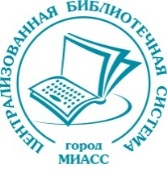 ЦЕНТРАЛИЗОВАННАЯ БИБЛИОТЕЧНАЯ СИСТЕМА
город
МИАСС